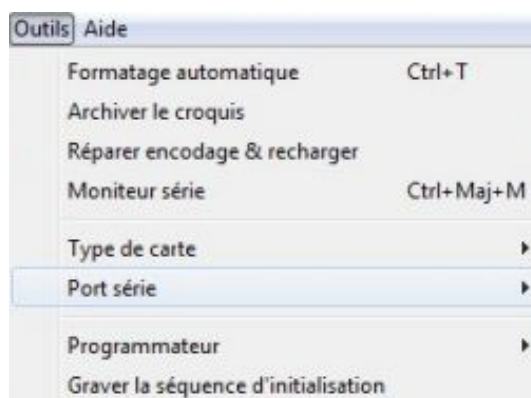 Outils Aide
Formatage automatique Ctrl+T
Archiver le croquis
Réparer encodage & recharger
Moniteur série Ctrl+Maj+M
Type de carte
Port série
Programmateur
Graver la séquence d'initialisation